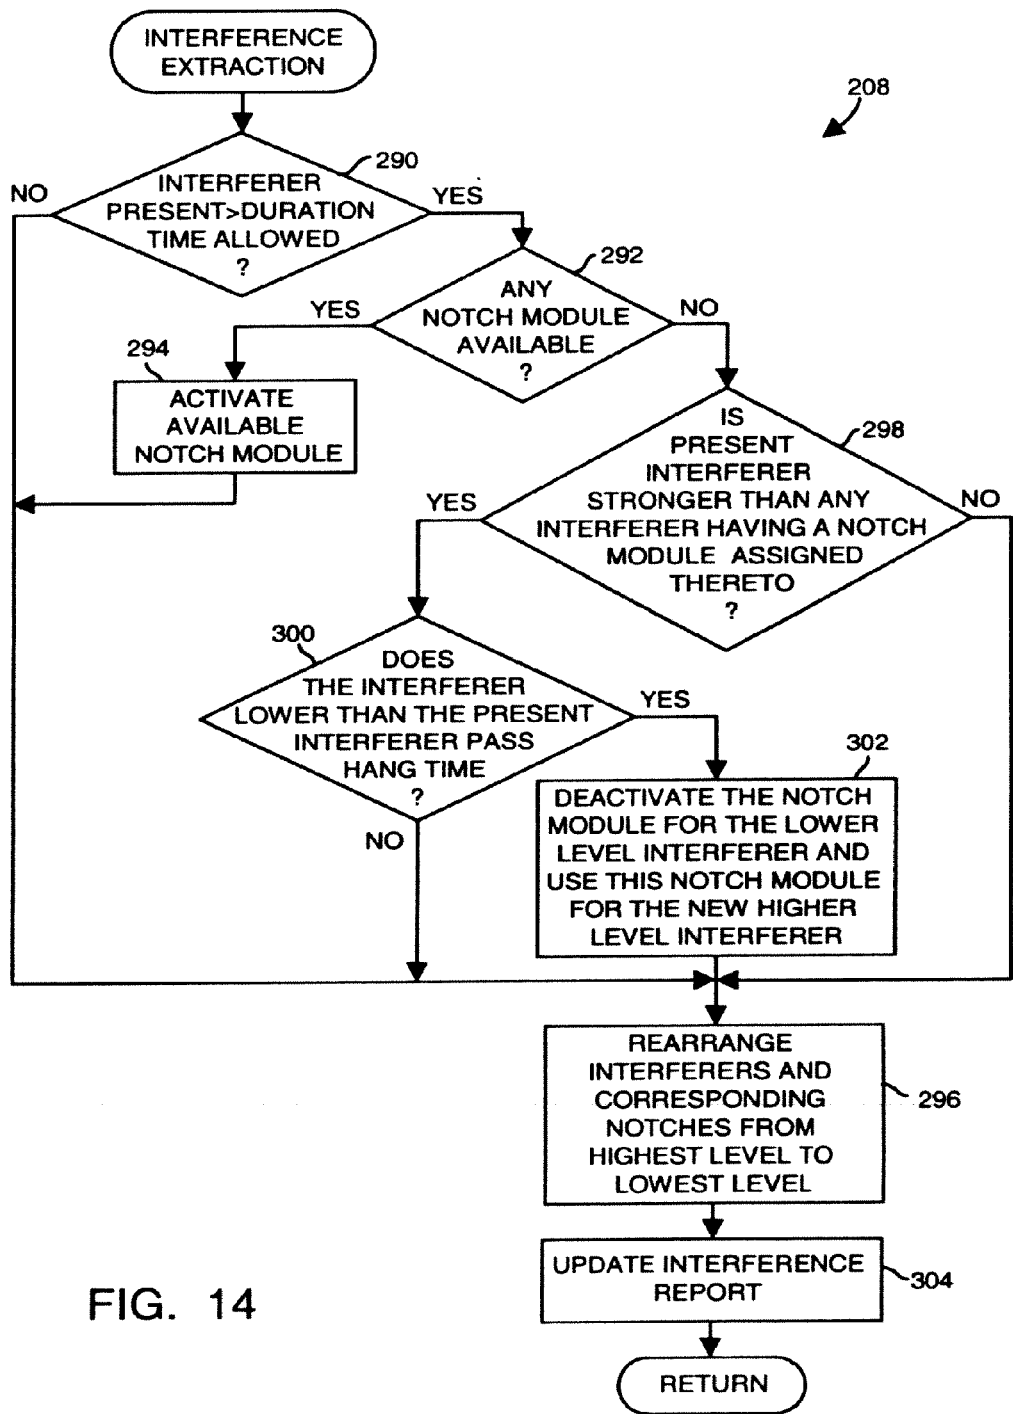 INTERFERENCE
EXTRACTION
208
290
NO
INTERFERER
PRESENT>DURATION
TIME ALLOWED
?
YES
292
YES
ANY
NOTCH MODULE
AVAILABLE
?
NO
294
ACTIVATE
AVAILABLE
NOTCH MODULE
298
IS
PRESENT
INTERFERER
STRONGER THAN ANY
INTERFERER HAVING A NOTCH
MODULE ASSIGNED
THERETO
?
YES
NO
300
DOES
THE INTERFERER
LOWER THAN THE PRESENT
INTERFERER PASS
HANG TIME
?
YES
NO
302
DEACTIVATE THE NOTCH
MODULE FOR THE LOWER
LEVEL INTERFERER AND
USE THIS NOTCH MODULE
FOR THE NEW HIGHER
LEVEL INTERFERER
REARRANGE
INTERFERERS AND
CORRESPONDING
NOTCHES FROM
HIGHEST LEVEL TO
LOWEST LEVEL
296
UPDATE INTERFERENCE
REPORT
304
RETURN
FIG. 14